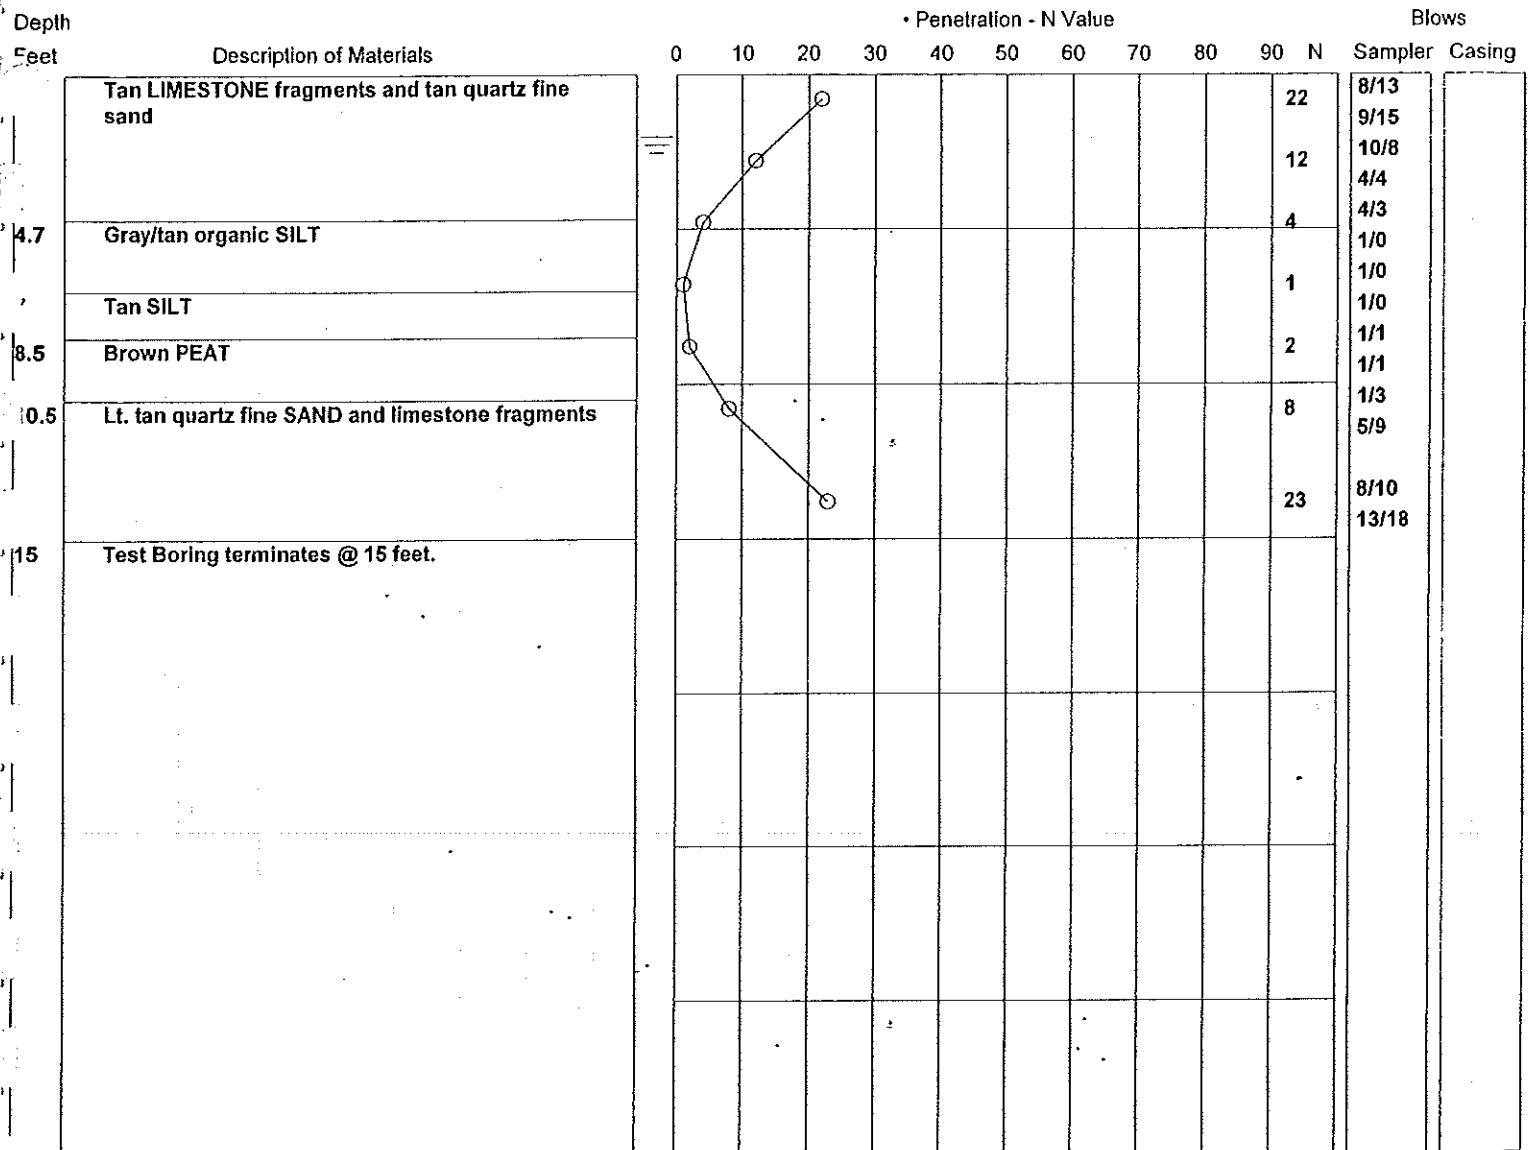 Depth
Feet
Description of Materials
• Penetration - N Value
Blows
0 10 20 30 40 50 60 70 80 90 N Sampler Casing
Tan LIMESTONE fragments and tan quartz fine
sand
22 8/13
9/15
12 10/8
4/4
4 4/3
4.7 Gray/tan organic SILT
1/0
1 1/0
Tan SILT
1/0
1/1
8.5 Brown PEAT
2 1/1
1/3
0.5 Lt. tan quartz fine SAND and limestone fragments
8 5/9
23 8/10
13/18
15 Test Boring terminates @ 15 feet.